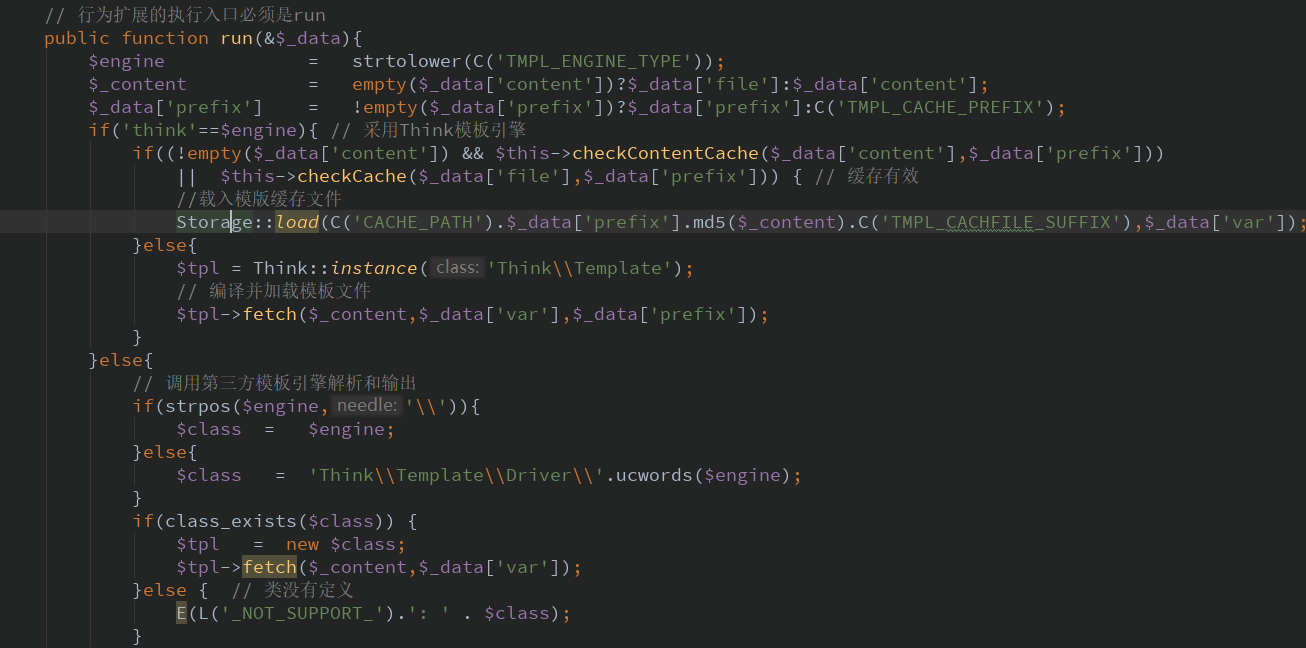 // 行为扩展的执行入口必须是run
public function run(&$_data){
$engine = strtolower(C('TMPL_ENGINE_TYPE'));
$_content = empty($_data['content'])?$_data['file']:$_data['content'];
$_data['prefix'] = !empty($_data['prefix'])?$_data['prefix']:C('TMPL_CACHE_PREFIX');
if('think'==$engine){ // 采用Think模板引擎
if((!empty($_data['content']) && $this->checkContentCache($_data['content'],$_data['prefix']))
|| $this->checkCache($_data['file'],$_data['prefix'])) { // 缓存有效
//载入模版缓存文件
Storage::load(C('CACHE_PATH').$_data['prefix'].md5($_content).C('TMPL_CACHFILE_SUFFIX'),$_data['var']);
}else{
$tpl = Think::instance( class: 'Think\\Template');
// 编译并加载模板文件
$tpl->fetch($_content,$_data['var'],$_data['prefix']);
}
}else{
// 调用第三方模板引擎解析和输出
if(strpos($engine, needle: '\\')){
$class = $engine;
}else{
$class = 'Think\\Template\\Driver\\'.ucwords($engine);
}
if(class_exists($class)) {
$tpl = new $class;
$tpl->fetch($_content,$_data['var']);
}else { // 类没有定义
E(L('_NOT_SUPPORT_').': ' . $class);
}